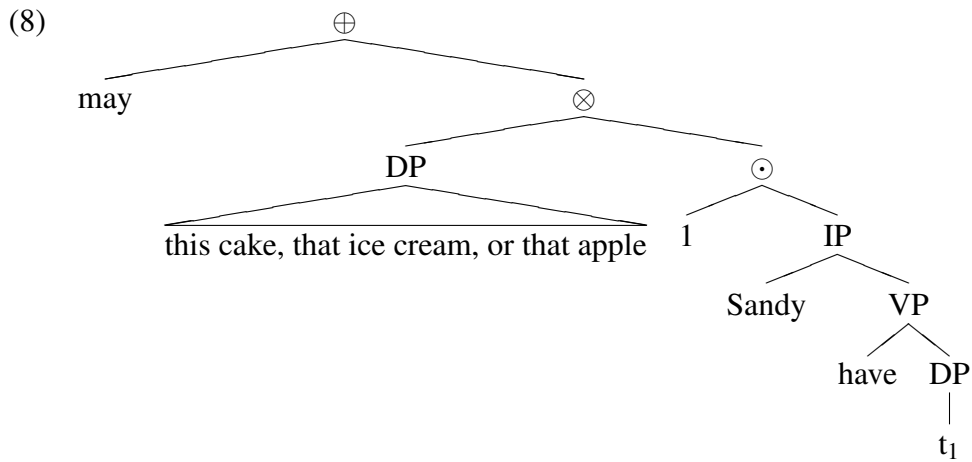 (8) ⊕
may ⊗
DP ⊙
this cake, that ice cream, or that apple 1 IP
Sandy VP
have DP
t₁